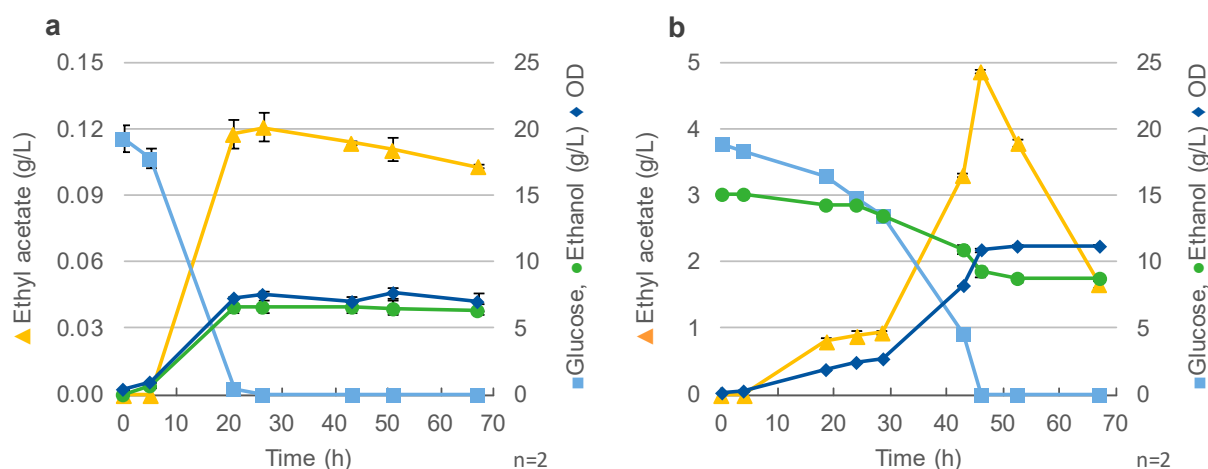 a
0.15
0.12
0.09
0.06
0.03
0.00
Ethyl acetate (g/L)
25
20
15
10
5
0
Glucose, Ethanol (g/L) OD
0 10 20 30 40 50 60 70
Time (h)
n=2
b
5
4
3
2
1
0
Ethyl acetate (g/L)
25
20
15
10
5
0
Glucose, Ethanol (g/L) OD
0 10 20 30 40 50 60 70
Time (h)
n=2